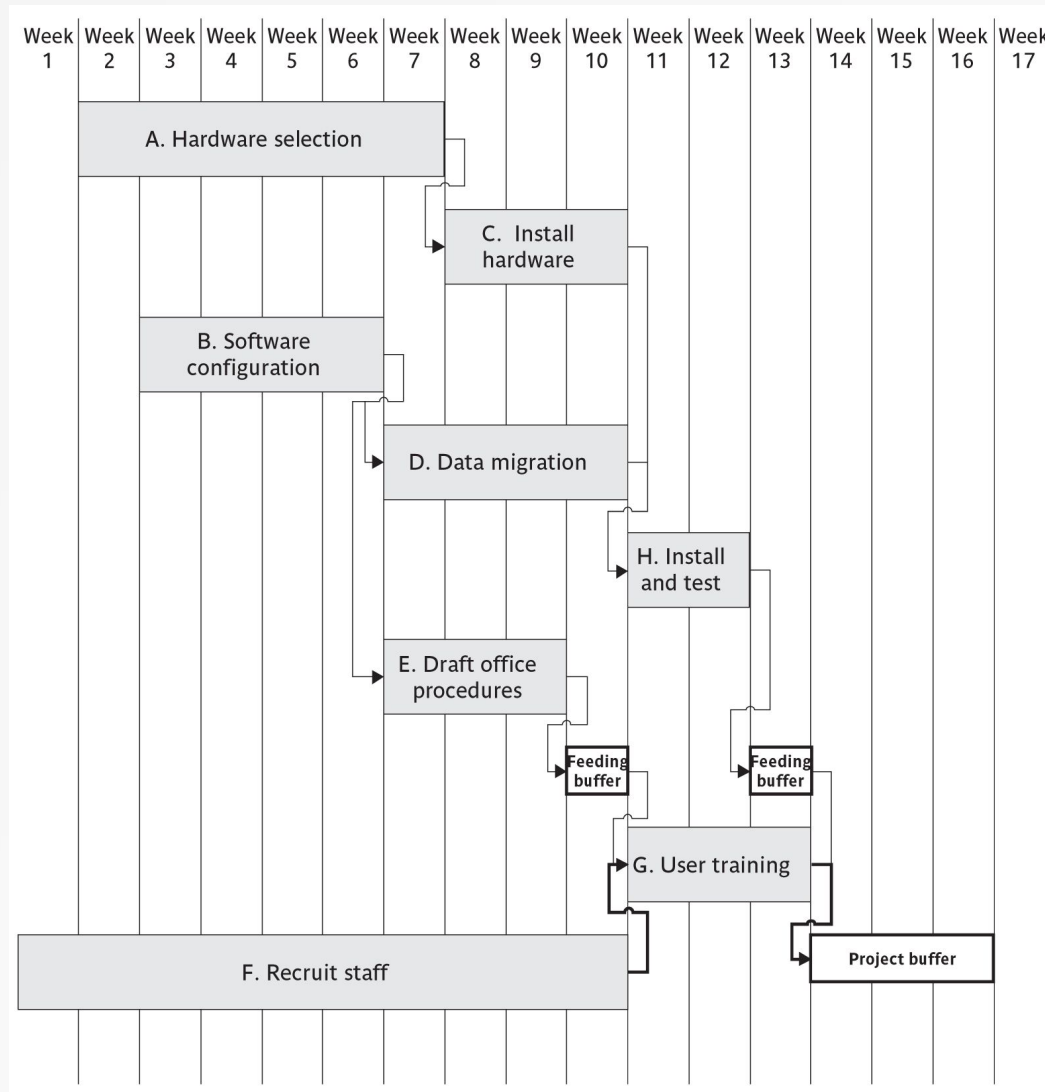 Week Week Week Week Week Week Week Week Week Week Week Week Week Week Week Week Week
1 2 3 4 5 6 7 8 9 10 11 12 13 14 15 16 17
A. Hardware selection
C. Install
hardware
B. Software
configuration
D. Data migration
H. Install
and test
E. Draft office
procedures
Feeding
buffer
Feeding
buffer
G. User training
F. Recruit staff
Project buffer